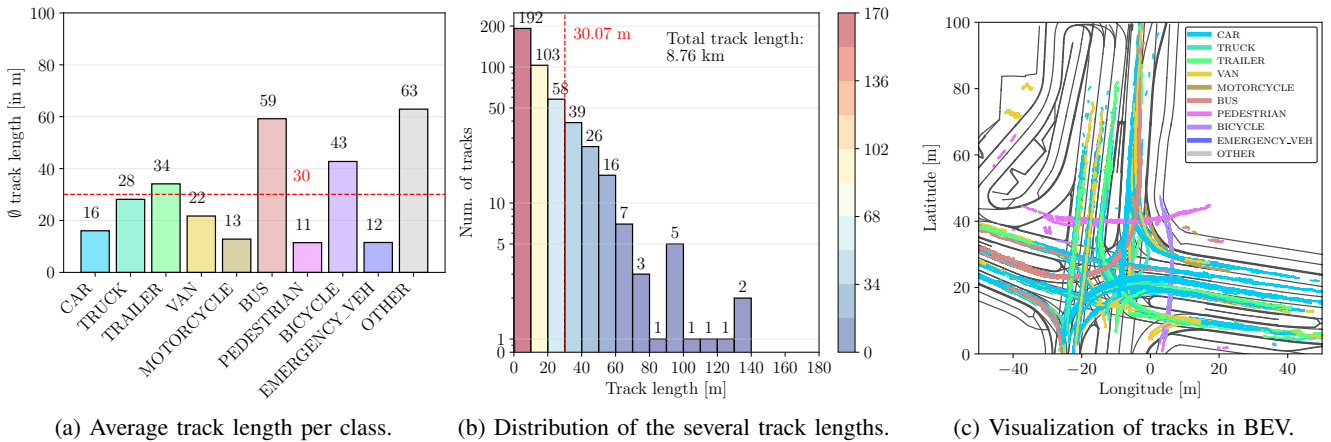 100
80
60
40
20
0
∅ track length [in m]
16
28
34
22
13
59
11
43
12
63
30
CAR
TRUCK
TRAILER
VAN
MOTORCYCLE
BUS
PEDESTRIAN
BICYCLE
EMERGENCY_VEH
OTHER
(a) Average track length per class.
200
100
50
10
5
1
0
Num. of tracks
192
103
58
39
26
16
7
3
1
5
1
1
1
2
30.07 m
Total track length:
8.76 km
0 20 40 60 80 100 120 140 160 180
Track length [m]
170
136
102
68
34
0
(b) Distribution of the several track lengths.
100
80
60
40
20
0
Latitude [m]
CAR
TRUCK
TRAILER
VAN
MOTORCYCLE
BUS
PEDESTRIAN
BICYCLE
EMERGENCY_VEH
OTHER
−40 −20 0 20 40
Longitude [m]
(c) Visualization of tracks in BEV.